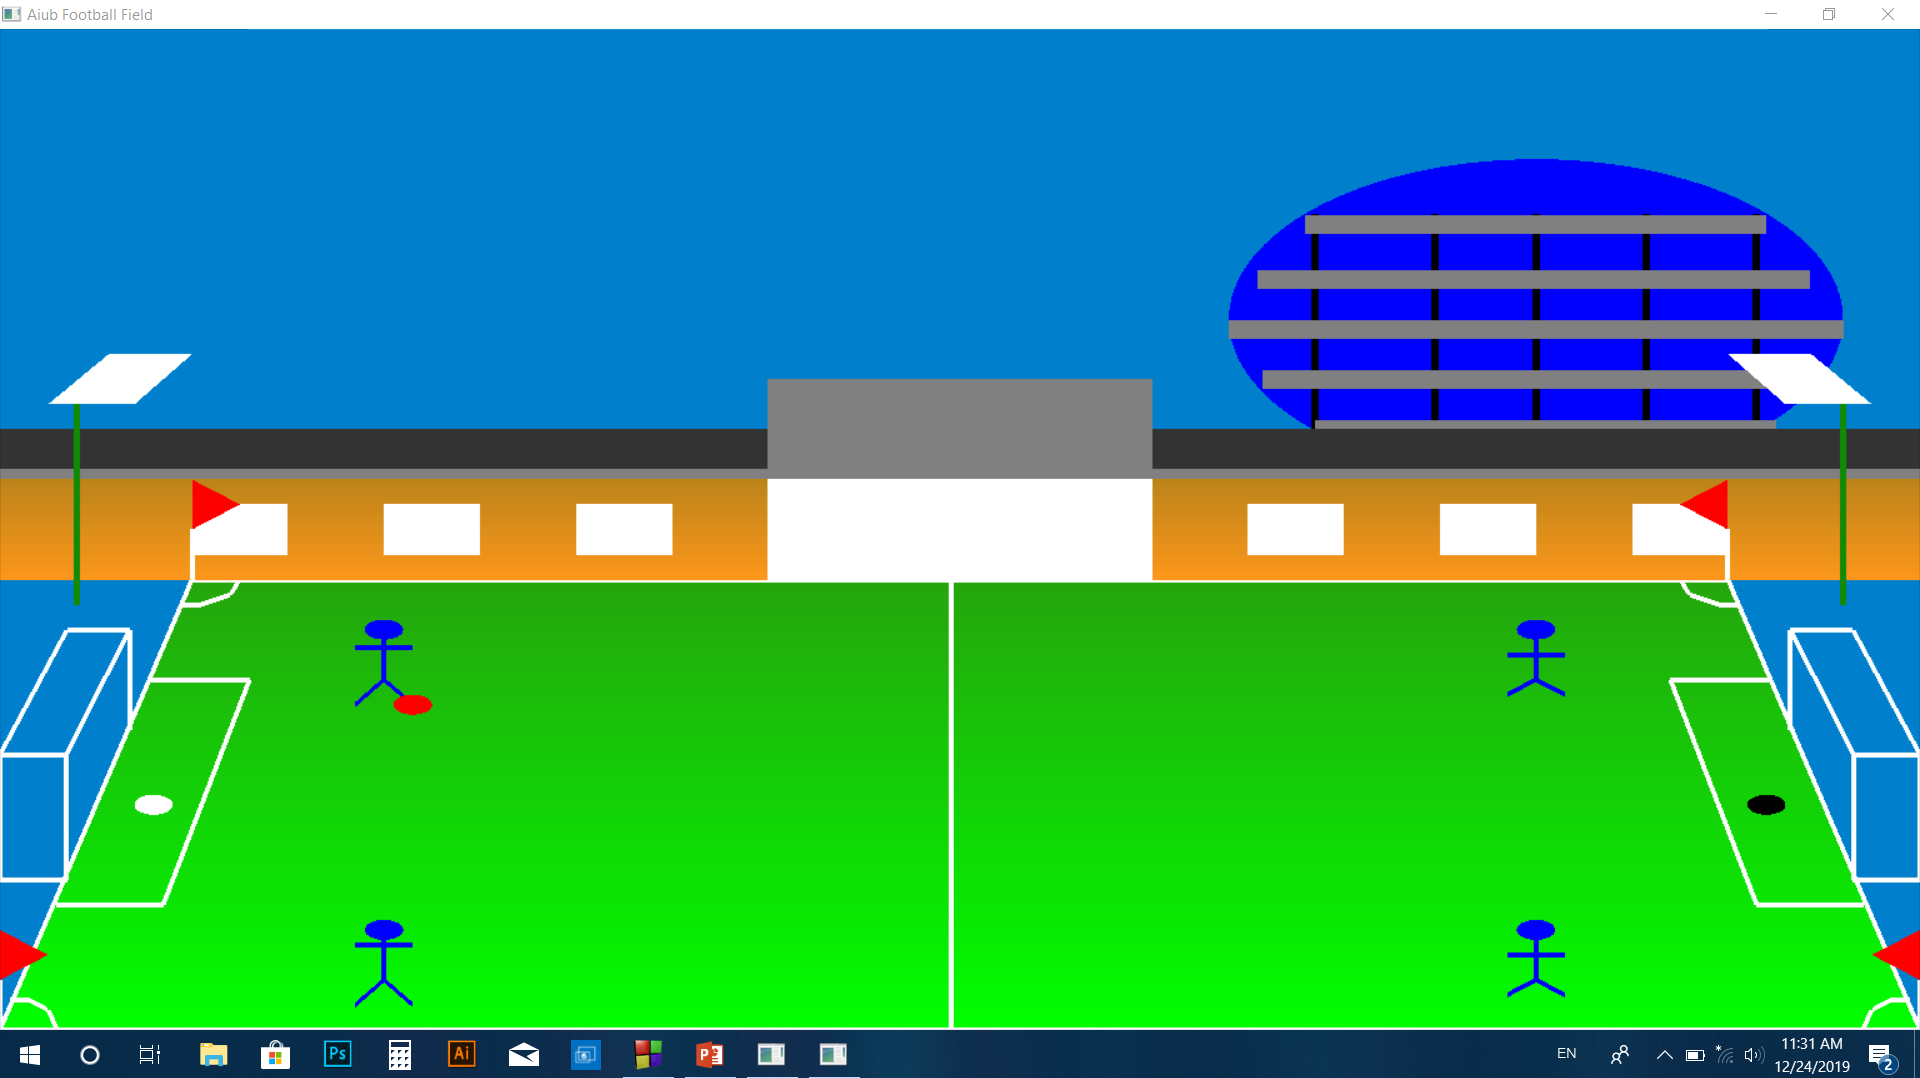 Aiub Football Field
Ps
Ai
P
EN
11:31 AM
12/24/2019
2